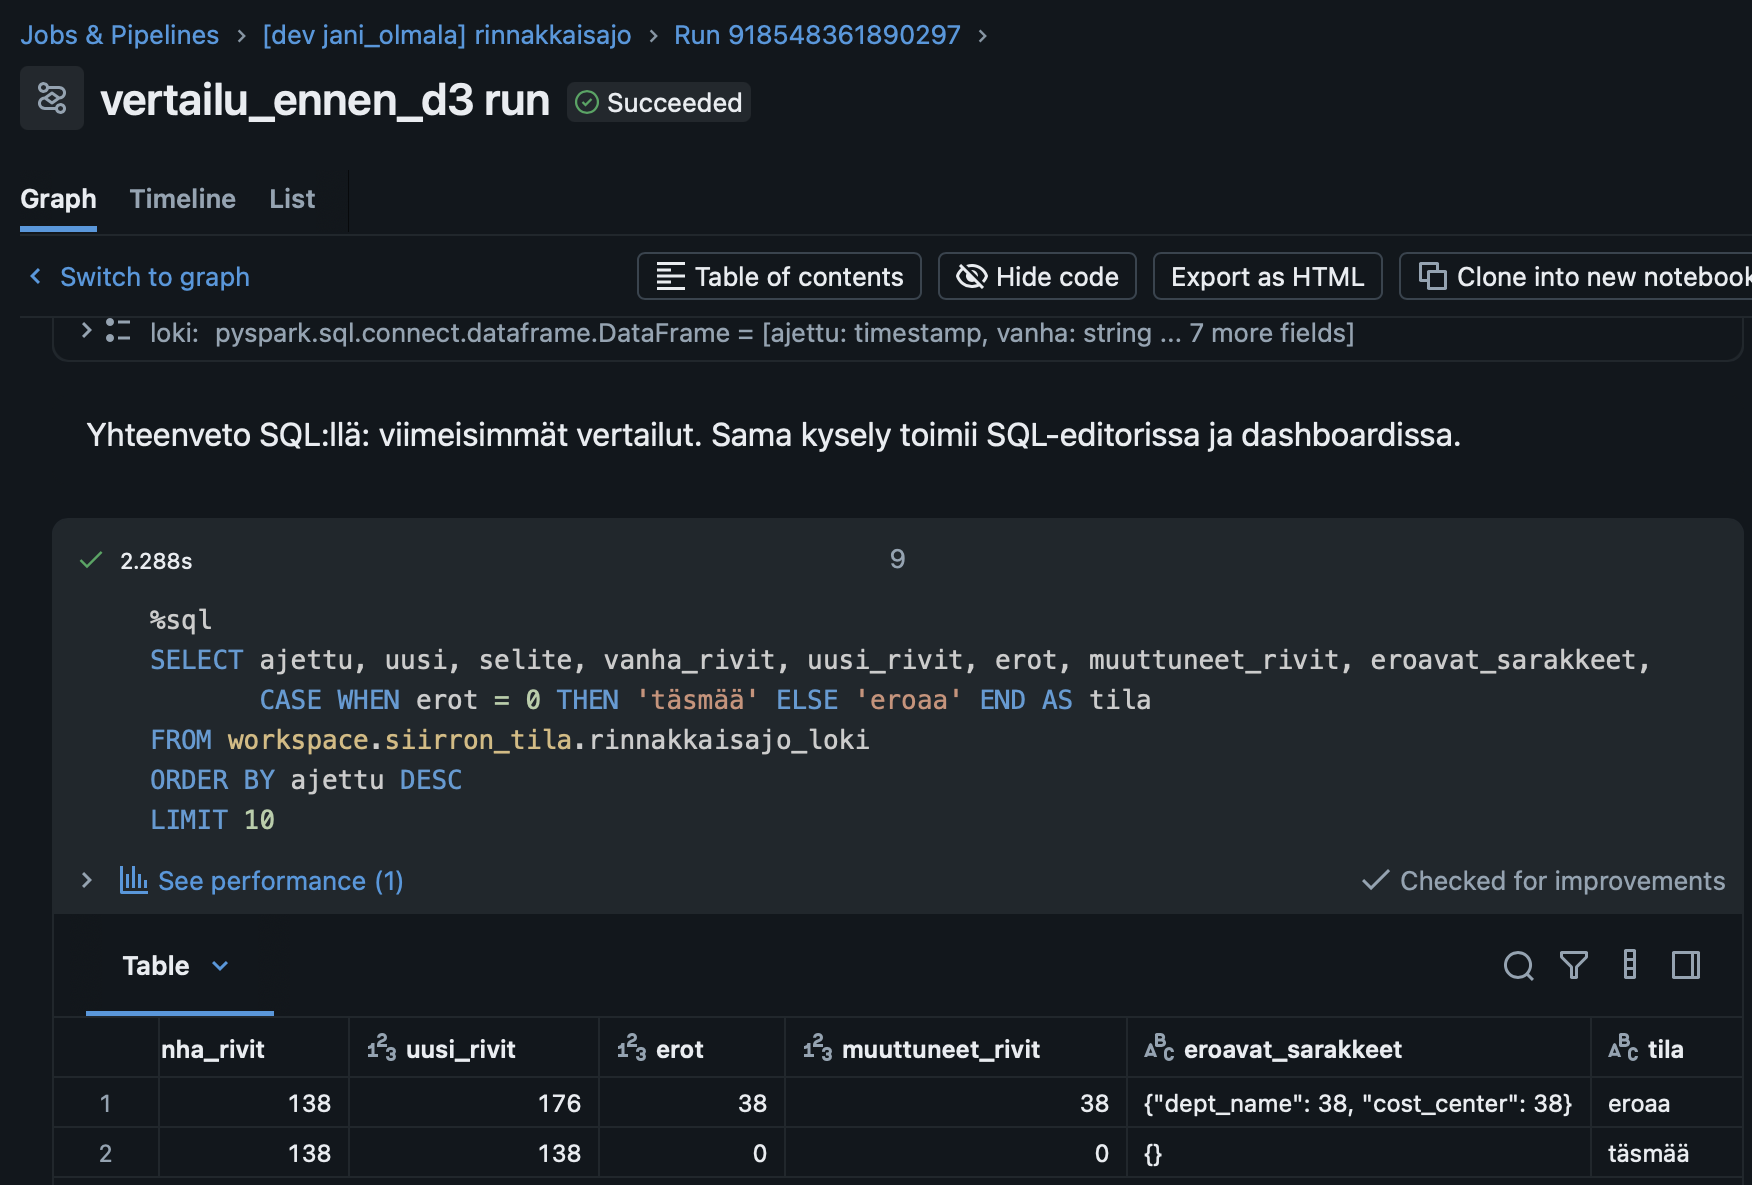 Jobs & Pipelines > [dev jani_olmala] rinnakkaisajo > Run 918548361890297 >
vertailu_ennen_d3 run Succeeded
Graph Timeline List
Switch to graph Table of contents Hide code Export as HTML Clone into new notebook
loki: pyspark.sql.connect.dataframe.DataFrame = [ajettu: timestamp, vanha: string ... 7 more fields]
Yhteenveto SQL:llä: viimeisimmät vertailut. Sama kysely toimii SQL-editorissa ja dashboardissa.
2.288s 9
%sql
SELECT ajettu, uusi, selite, vanha_rivit, uusi_rivit, erot, muuttuneet_rivit, eroavat_sarakkeet,
CASE WHEN erot = 0 THEN 'täsmää' ELSE 'eroaa' END AS tila
FROM workspace.siirron_tila.rinnakkaisajo_loki
ORDER BY ajettu DESC
LIMIT 10
See performance (1) Checked for improvements
Table
nha_rivit 123 uusi_rivit 123 erot 123 muuttuneet_rivit ABC eroavat_sarakkeet ABC tila
1 138 176 38 38 {"dept_name": 38, "cost_center": 38} eroaa
2 138 138 0 0 {} täsmää